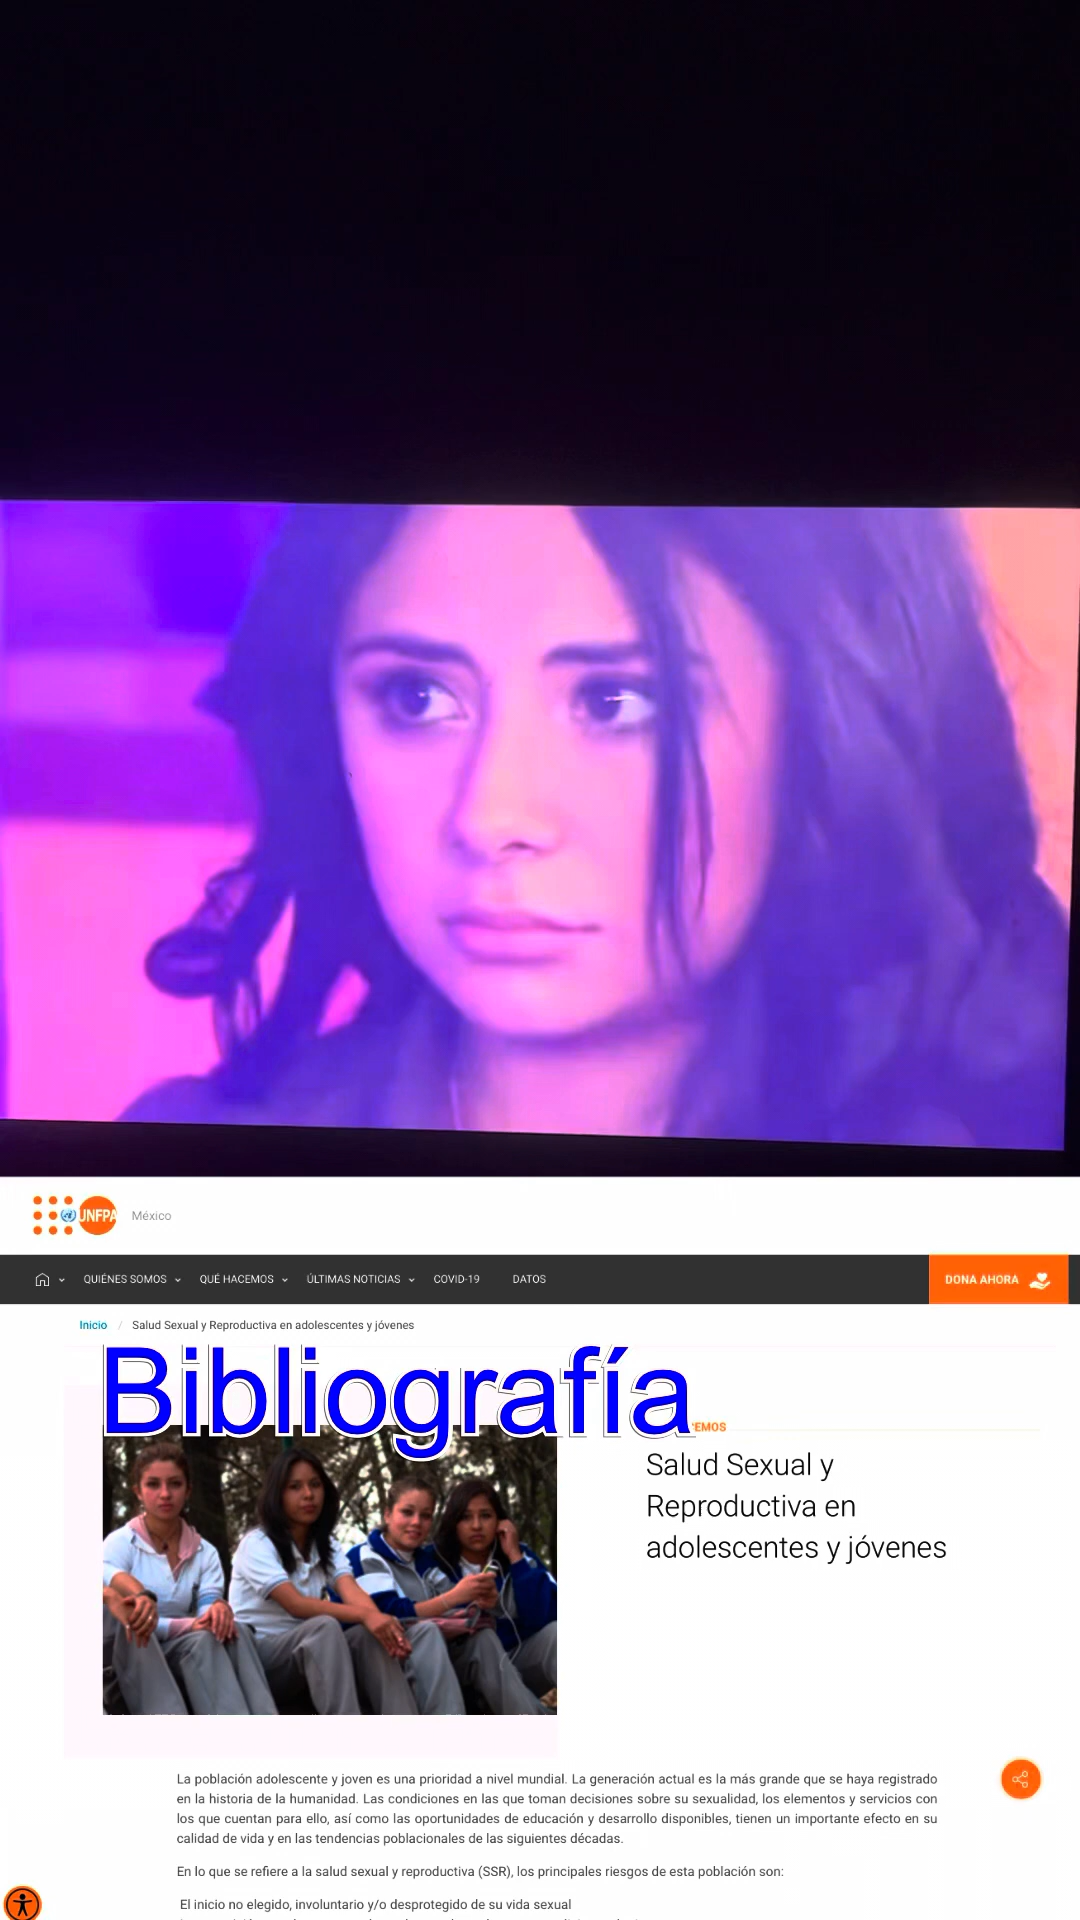 UNFPA
México
QUIÉNES SOMOS
QUÉ HACEMOS
ÚLTIMAS NOTICIAS
COVID-19
DATOS
DONA AHORA
Inicio / Salud Sexual y Reproductiva en adolescentes y jóvenes
Bibliografía
EMOS
Salud Sexual y
Reproductiva en
adolescentes y jóvenes
La población adolescente y joven es una prioridad a nivel mundial. La generación actual es la más grande que se haya registrado
en la historia de la humanidad. Las condiciones en las que toman decisiones sobre su sexualidad, los elementos y servicios con
los que cuentan para ello, así como las oportunidades de educación y desarrollo disponibles, tienen un importante efecto en su
calidad de vida y en las tendencias poblacionales de las siguientes décadas.
En lo que se refiere a la salud sexual y reproductiva (SSR), los principales riesgos de esta población son:
El inicio no elegido, involuntario y/o desprotegido de su vida sexual